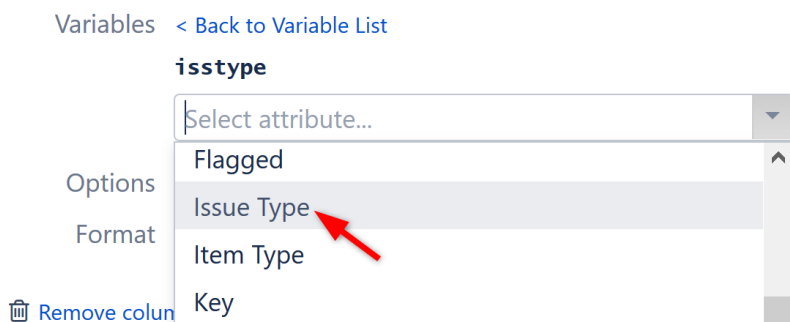 Variables < Back to Variable List
isstype
Select attribute...
Flagged
Options
Issue Type
Format
Item Type
Key
Remove colum